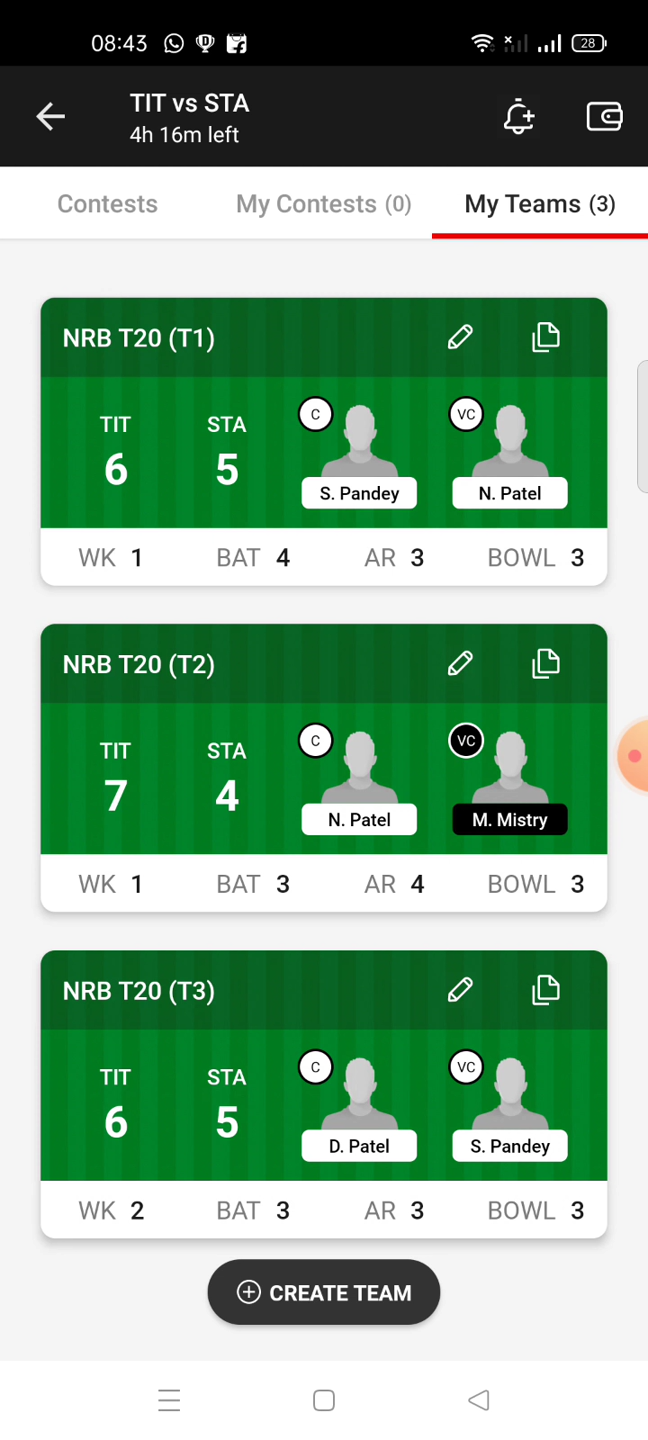 08:43
28
TIT vs STA
4h 16m left
Contests My Contests (0) My Teams (3)
NRB T20 (T1)
C VC
TIT STA
6 5
S. Pandey N. Patel
WK 1 BAT 4 AR 3 BOWL 3
NRB T20 (T2)
C VC
TIT STA
7 4
N. Patel M. Mistry
WK 1 BAT 3 AR 4 BOWL 3
NRB T20 (T3)
C VC
TIT STA
6 5
D. Patel S. Pandey
WK 2 BAT 3 AR 3 BOWL 3
CREATE TEAM